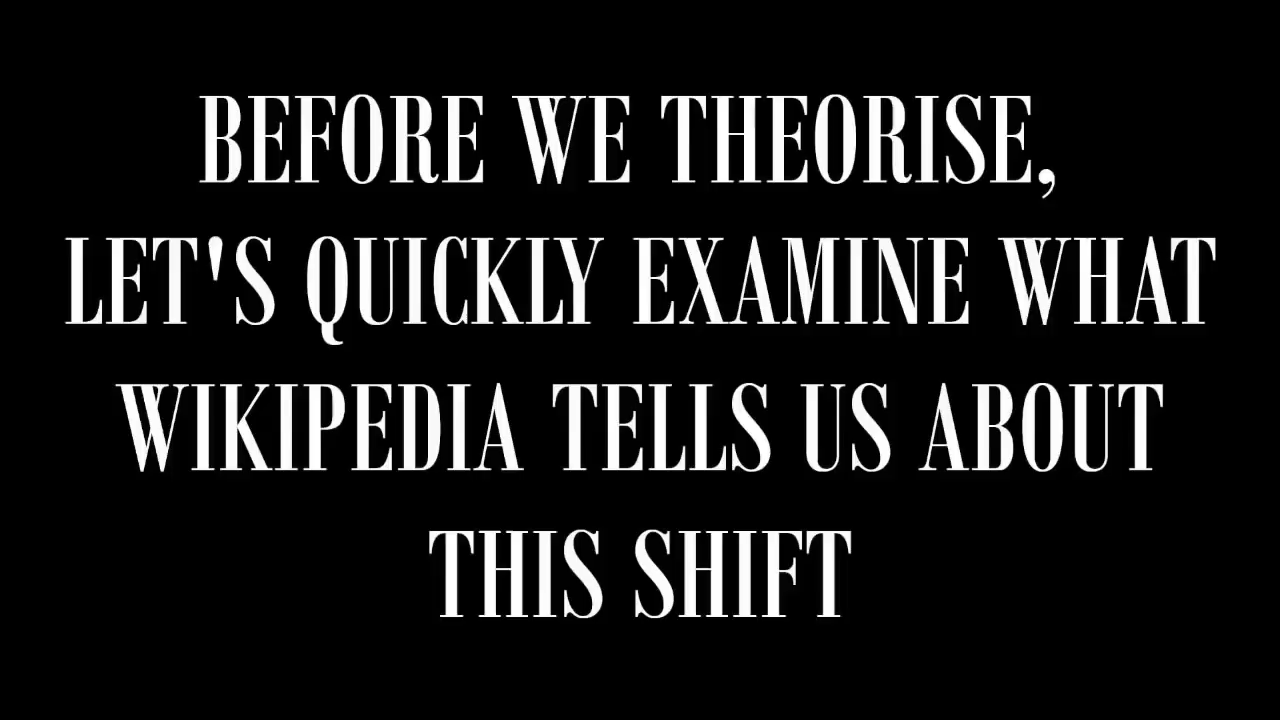 BEFORE WE THEORISE,
LET'S QUICKLY EXAMINE WHAT
WIKIPEDIA TELLS US ABOUT
THIS SHIFT